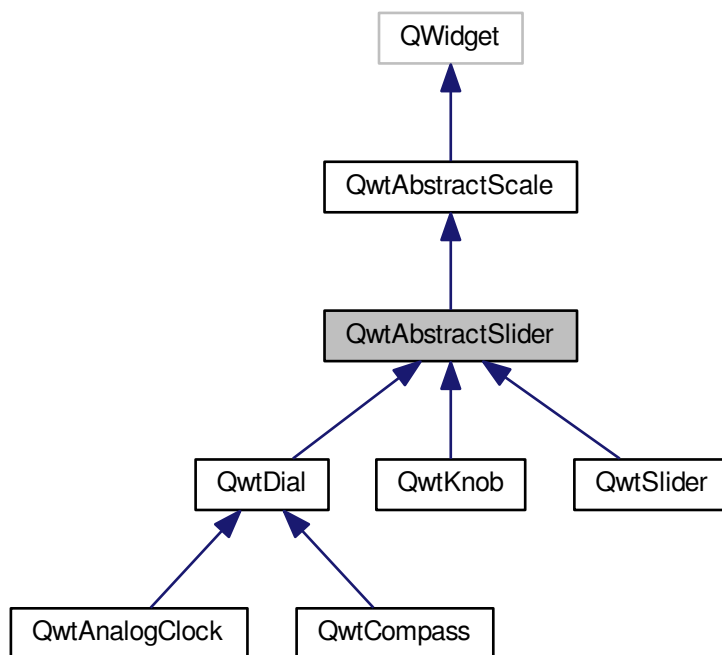 QWidget
QwtAbstractScale
QwtAbstractSlider
QwtDial
QwtKnob
QwtSlider
QwtAnalogClock
QwtCompass